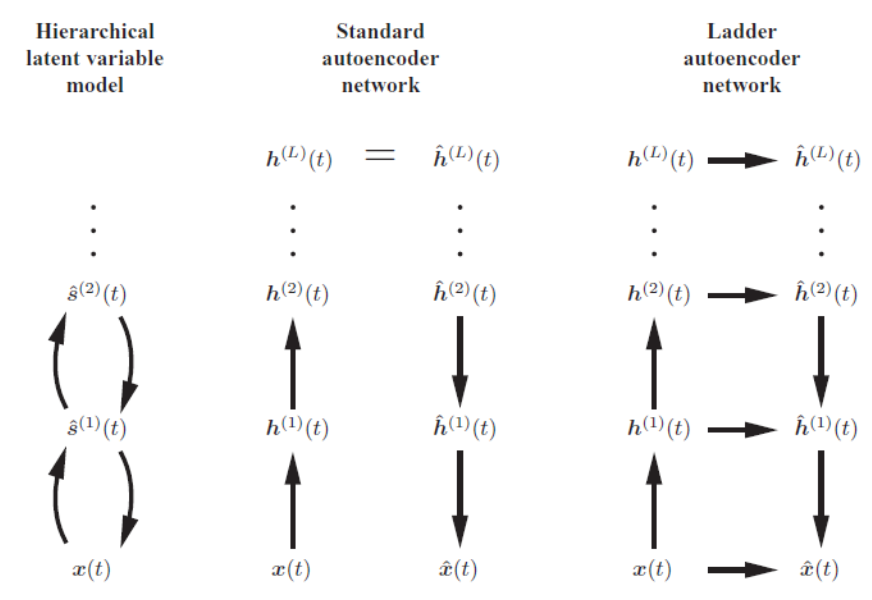 Hierarchical
latent variable
model
Standard
autoencoder
network
Ladder
autoencoder
network
h^{(L)}(t) = ĥ^{(L)}(t)
h^{(L)}(t) ĥ^{(L)}(t)
ŝ^{(2)}(t) h^{(2)}(t) ĥ^{(2)}(t) h^{(2)}(t) ĥ^{(2)}(t)
ŝ^{(1)}(t) h^{(1)}(t) ĥ^{(1)}(t) h^{(1)}(t) ĥ^{(1)}(t)
x(t) x(t) x̂(t) x(t) x̂(t)